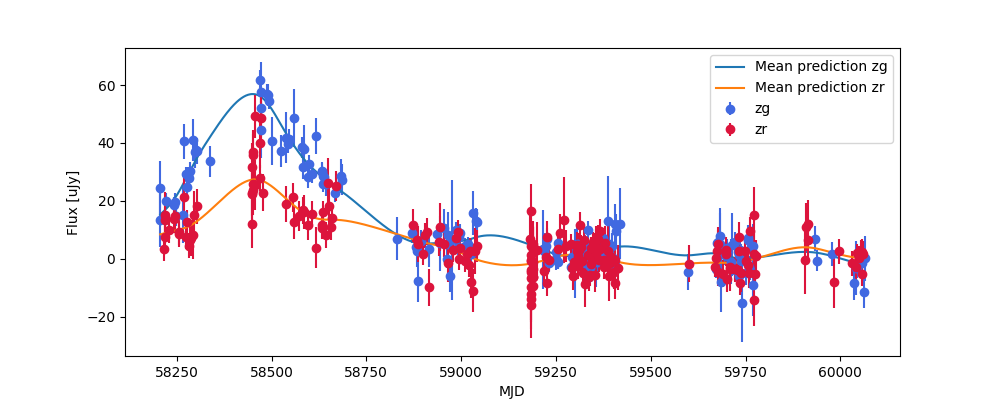 Mean prediction zg
Mean prediction zr
zg
zr
60
40
20
0
−20
Flux [uJy]
58250 58500 58750 59000 59250 59500 59750 60000
MJD